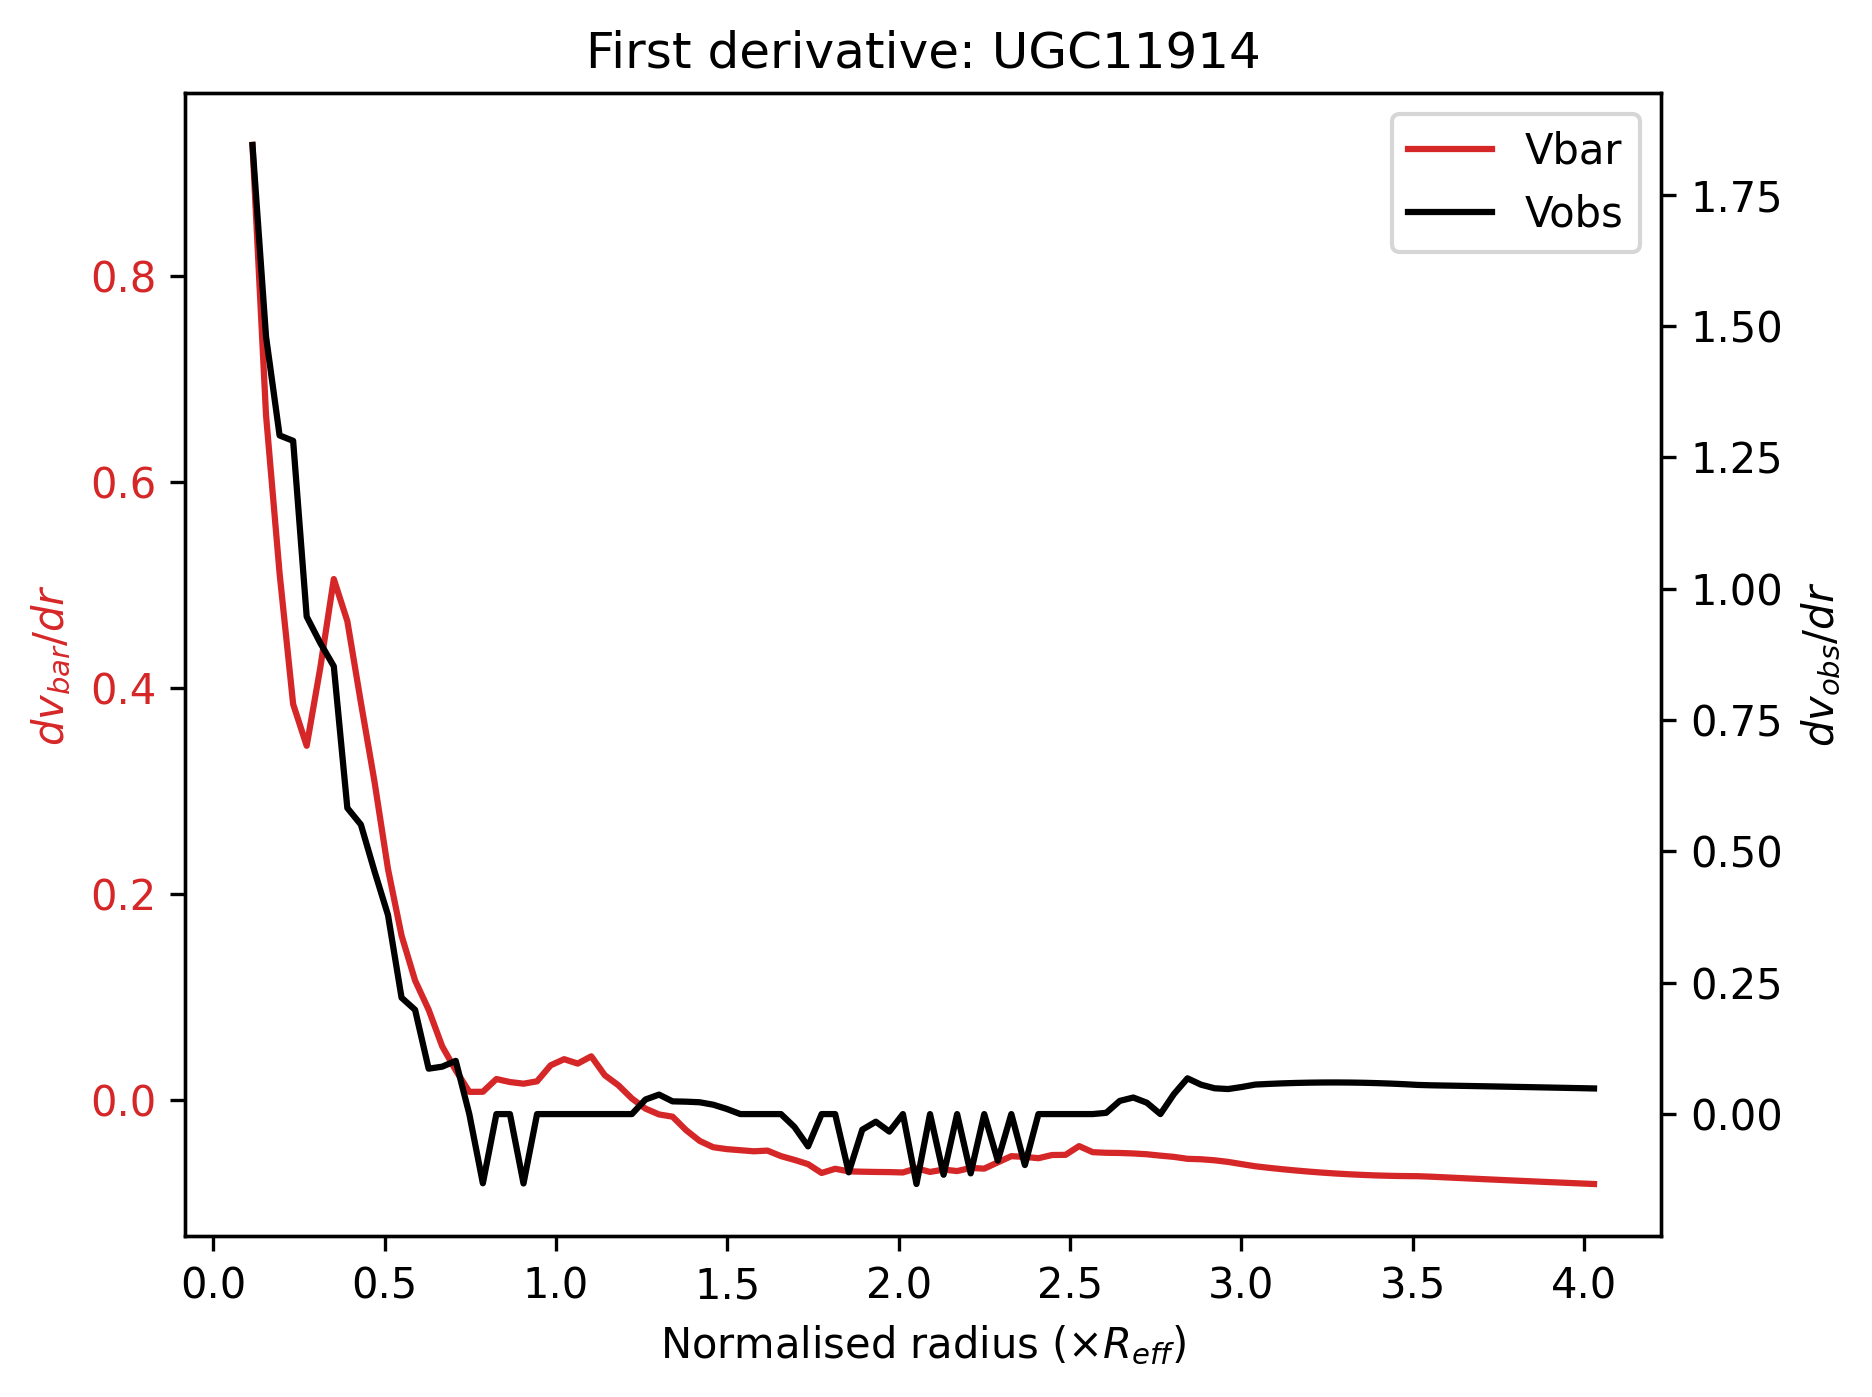 First derivative: UGC11914
Vbar
Vobs
0.8
0.6
0.4
0.2
0.0
dv_bar/dr
1.75
1.50
1.25
1.00
0.75
0.50
0.25
0.00
dv_obs/dr
0.0 0.5 1.0 1.5 2.0 2.5 3.0 3.5 4.0
Normalised radius (×R_eff)